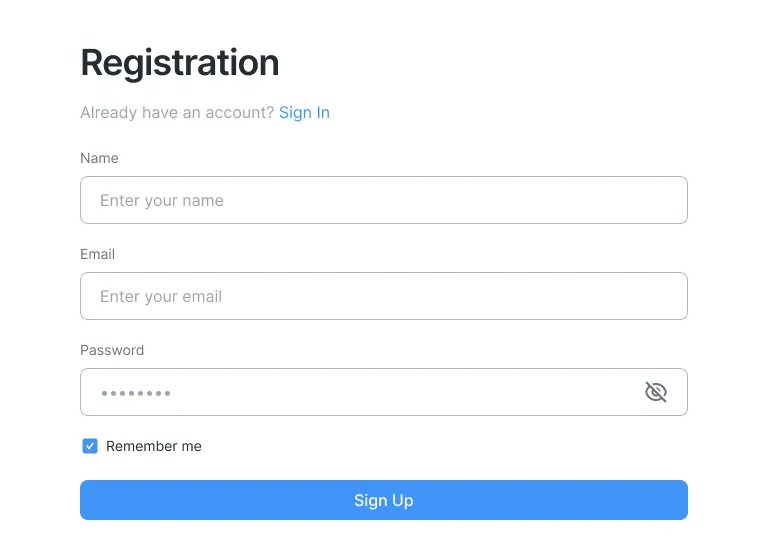 Registration
Already have an account? Sign In
Name
Enter your name
Email
Enter your email
Password
••••••••
Remember me
Sign Up